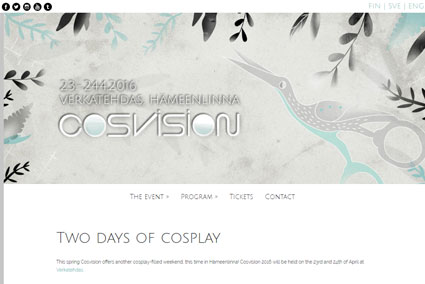 FIN | SVE | ENG
23.-24.4.2016
VERKATEHDAS, HÄMEENLINNA
COSVISION
THE EVENT » PROGRAM » TICKETS CONTACT
TWO DAYS OF COSPLAY
This spring Cosvision offers another cosplay-filled weekend, this time in Hämeenlinna! Cosvision 2016 will be held on the 23rd and 24th of April at
Verkatehdas.